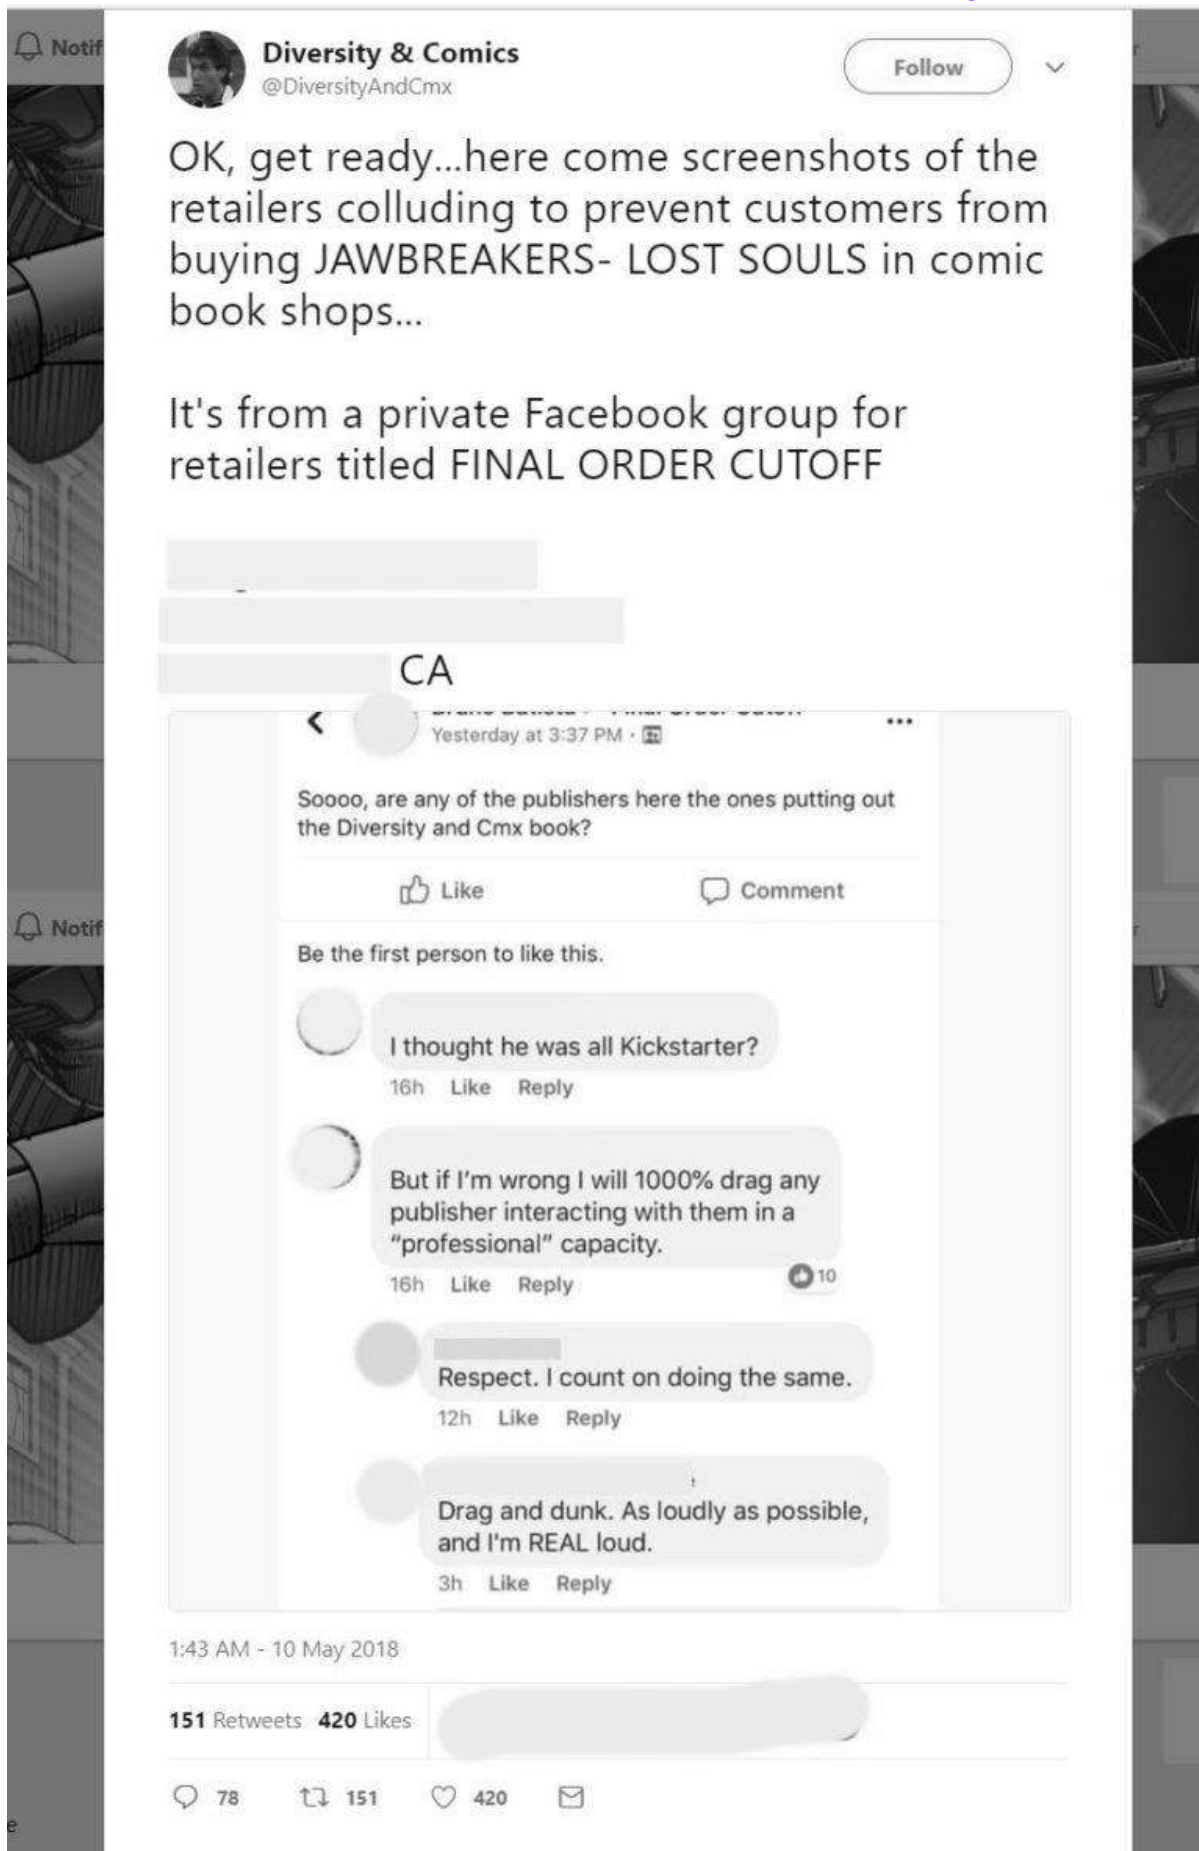 Notif
Diversity & Comics
@DiversityAndCmx
Follow
OK, get ready...here come screenshots of the
retailers colluding to prevent customers from
buying JAWBREAKERS- LOST SOULS in comic
book shops...
It's from a private Facebook group for
retailers titled FINAL ORDER CUTOFF
CA
Yesterday at 3:37 PM ·
Soooo, are any of the publishers here the ones putting out
the Diversity and Cmx book?
Like Comment
Notif
Be the first person to like this.
I thought he was all Kickstarter?
16h Like Reply
But if I'm wrong I will 1000% drag any
publisher interacting with them in a
“professional” capacity.
16h Like Reply
10
Respect. I count on doing the same.
12h Like Reply
Drag and dunk. As loudly as possible,
and I'm REAL loud.
3h Like Reply
1:43 AM - 10 May 2018
151 Retweets 420 Likes
78 151 420
e